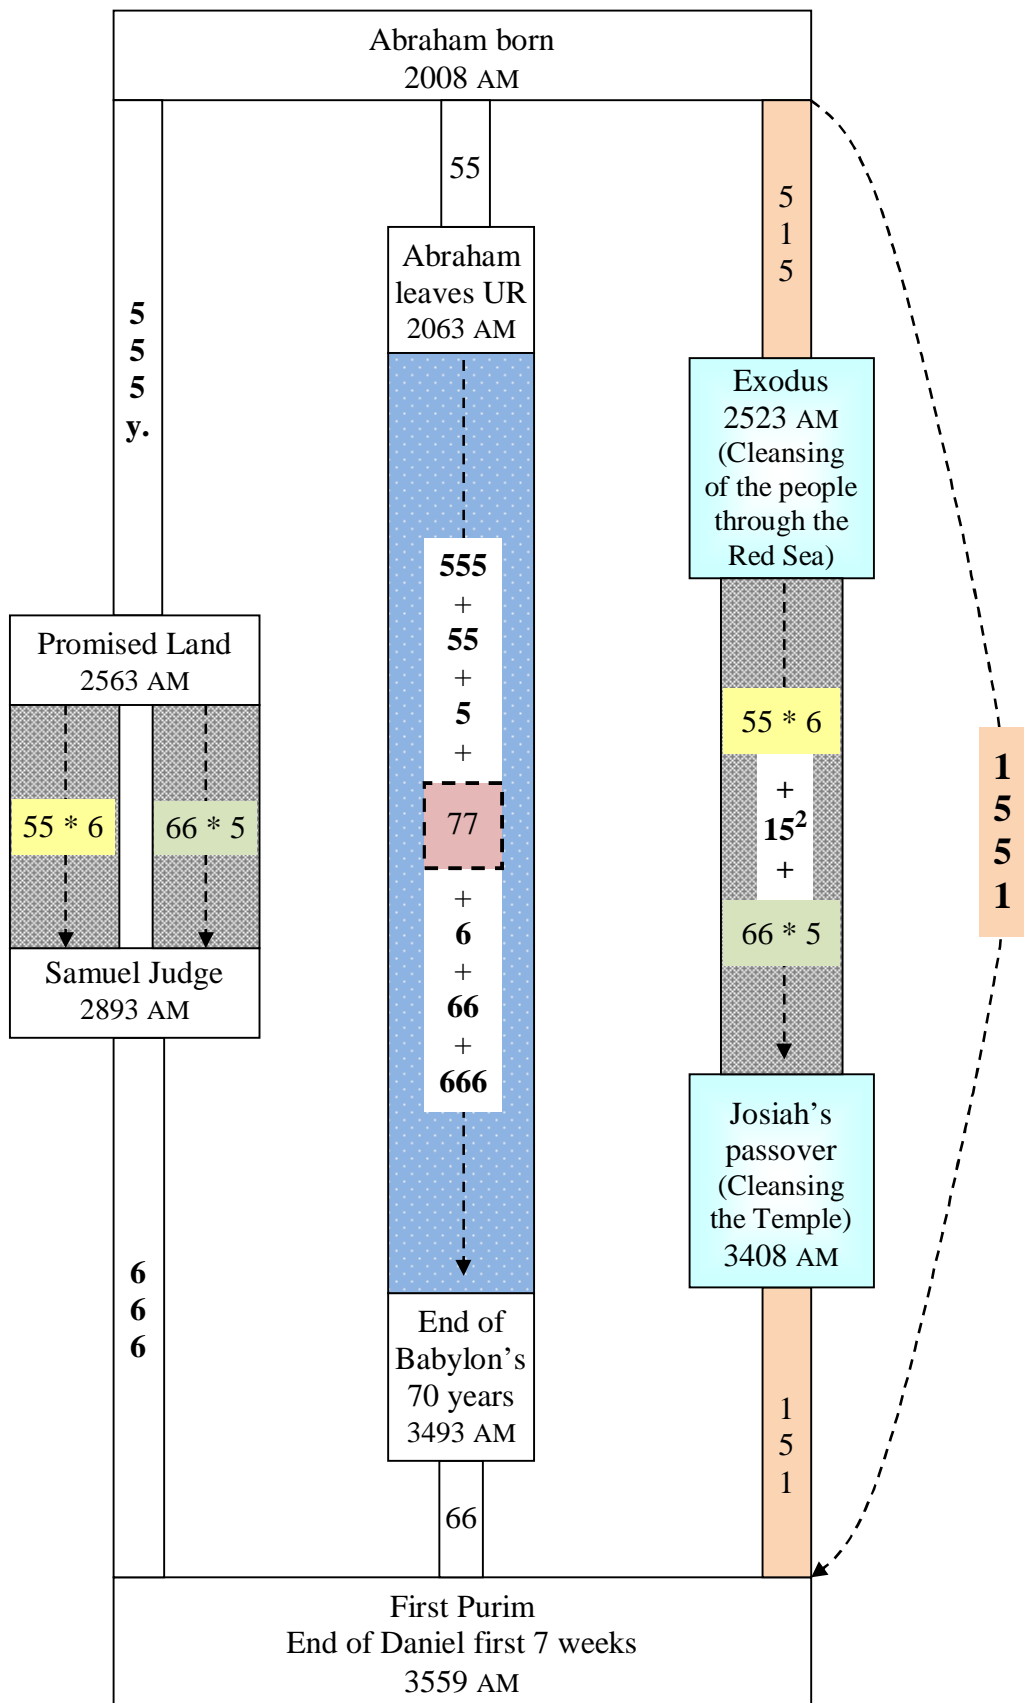 Abraham born
2008 AM
5
5
5
y.
Promised Land
2563 AM
55 * 6
66 * 5
Samuel Judge
2893 AM
6
6
6
55
Abraham
leaves UR
2063 AM
555
+
55
+
5
+
77
+
6
+
66
+
666
End of
Babylon’s
70 years
3493 AM
66
5
1
5
Exodus
2523 AM
(Cleansing
of the people
through the
Red Sea)
55 * 6
+
15²
+
66 * 5
Josiah’s
passover
(Cleansing
the Temple)
3408 AM
1
5
1
1
5
5
1
First Purim
End of Daniel first 7 weeks
3559 AM